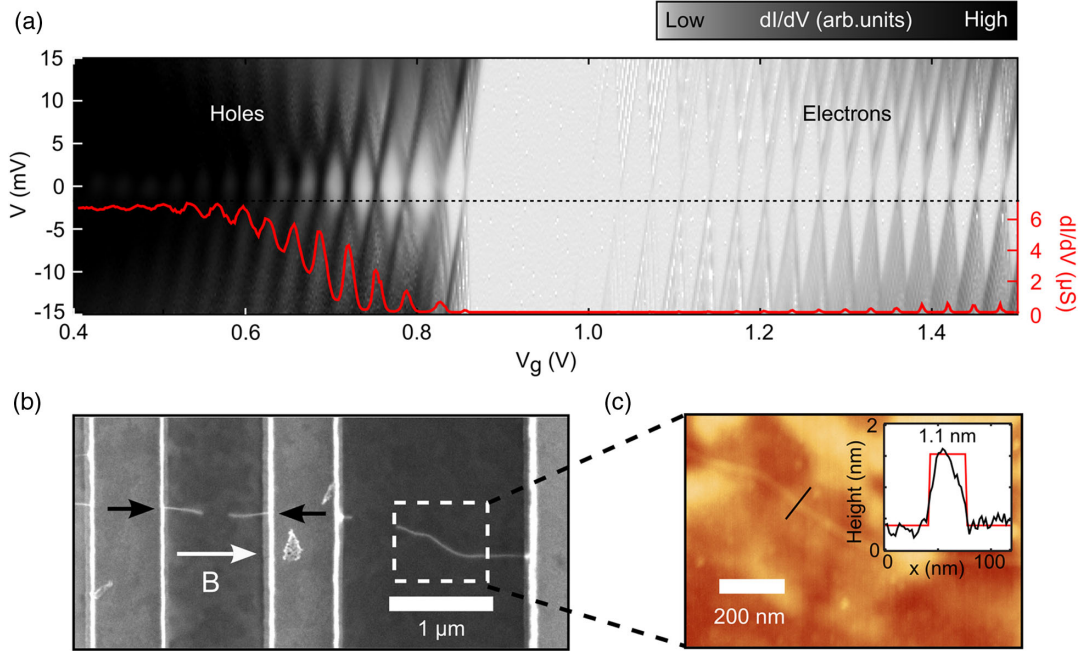 (a)
Low dI/dV (arb.units) High
15
10
5
0
-5
-10
-15
V (mV)
Holes
Electrons
6
4
2
0
dI/dV (µS)
0.4 0.6 0.8 1.0 1.2 1.4
Vg (V)
(b)
B
1 µm
(c)
200 nm
2
0
Height (nm)
1.1 nm
0 100
x (nm)